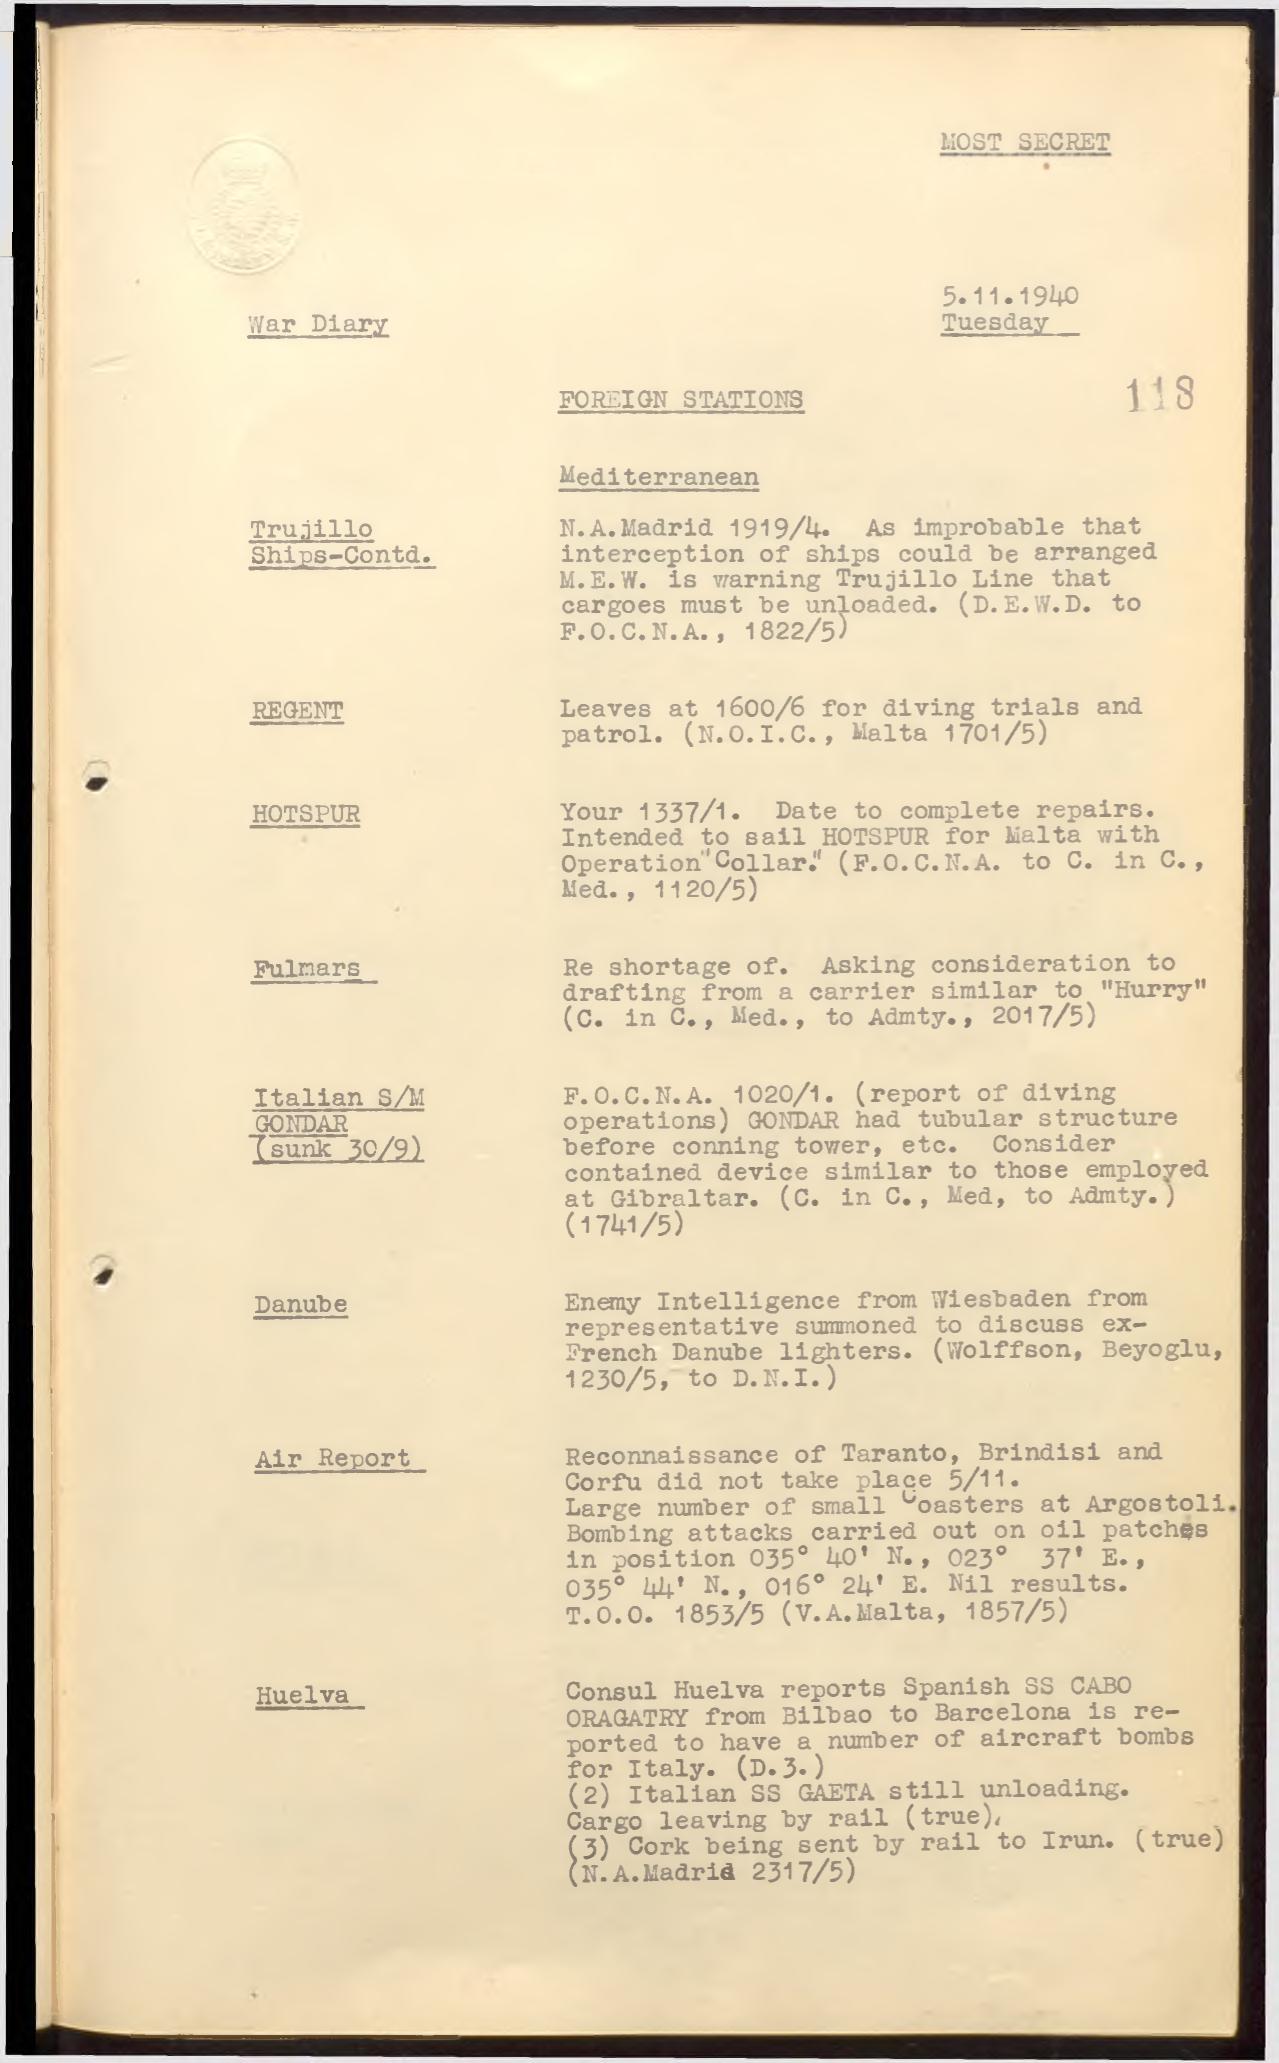 MOST SECRET
5.11.1940
War Diary
Tuesday
118
FOREIGN STATIONS
Mediterranean
Trujillo
Ships-Contd.
N.A.Madrid 1919/4. As improbable that
interception of ships could be arranged
M.E.W. is warning Trujillo Line that
cargoes must be unloaded. (D.E.W.D. to
F.O.C.N.A., 1822/5)
REGENT
Leaves at 1600/6 for diving trials and
patrol. (N.O.I.C., Malta 1701/5)
HOTSPUR
Your 1337/1. Date to complete repairs.
Intended to sail HOTSPUR for Malta with
Operation "Collar." (F.O.C.N.A. to C. in C.,
Med., 1120/5)
Fulmars
Re shortage of. Asking consideration to
drafting from a carrier similar to "Hurry"
(C. in C., Med., to Admty., 2017/5)
Italian S/M
GONDAR
(sunk 30/9)
F.O.C.N.A. 1020/1. (report of diving
operations) GONDAR had tubular structure
before conning tower, etc. Consider
contained device similar to those employed
at Gibraltar. (C. in C., Med, to Admty.)
(1741/5)
Danube
Enemy Intelligence from Wiesbaden from
representative summoned to discuss ex-
French Danube lighters. (Wolffson, Beyoglu,
1230/5, to D.N.I.)
Air Report
Reconnaissance of Taranto, Brindisi and
Corfu did not take place 5/11.
Large number of small Coasters at Argostoli.
Bombing attacks carried out on oil patches
in position 035° 40' N., 023° 37' E.,
035° 44' N., 016° 24' E. Nil results.
T.O.O. 1853/5 (V.A.Malta, 1857/5)
Huelva
Consul Huelva reports Spanish SS CABO
ORAGATRY from Bilbao to Barcelona is re-
ported to have a number of aircraft bombs
for Italy. (D.3.)
(2) Italian SS GAETA still unloading.
Cargo leaving by rail (true).
(3) Cork being sent by rail to Irun. (true)
(N.A.Madrid 2317/5)